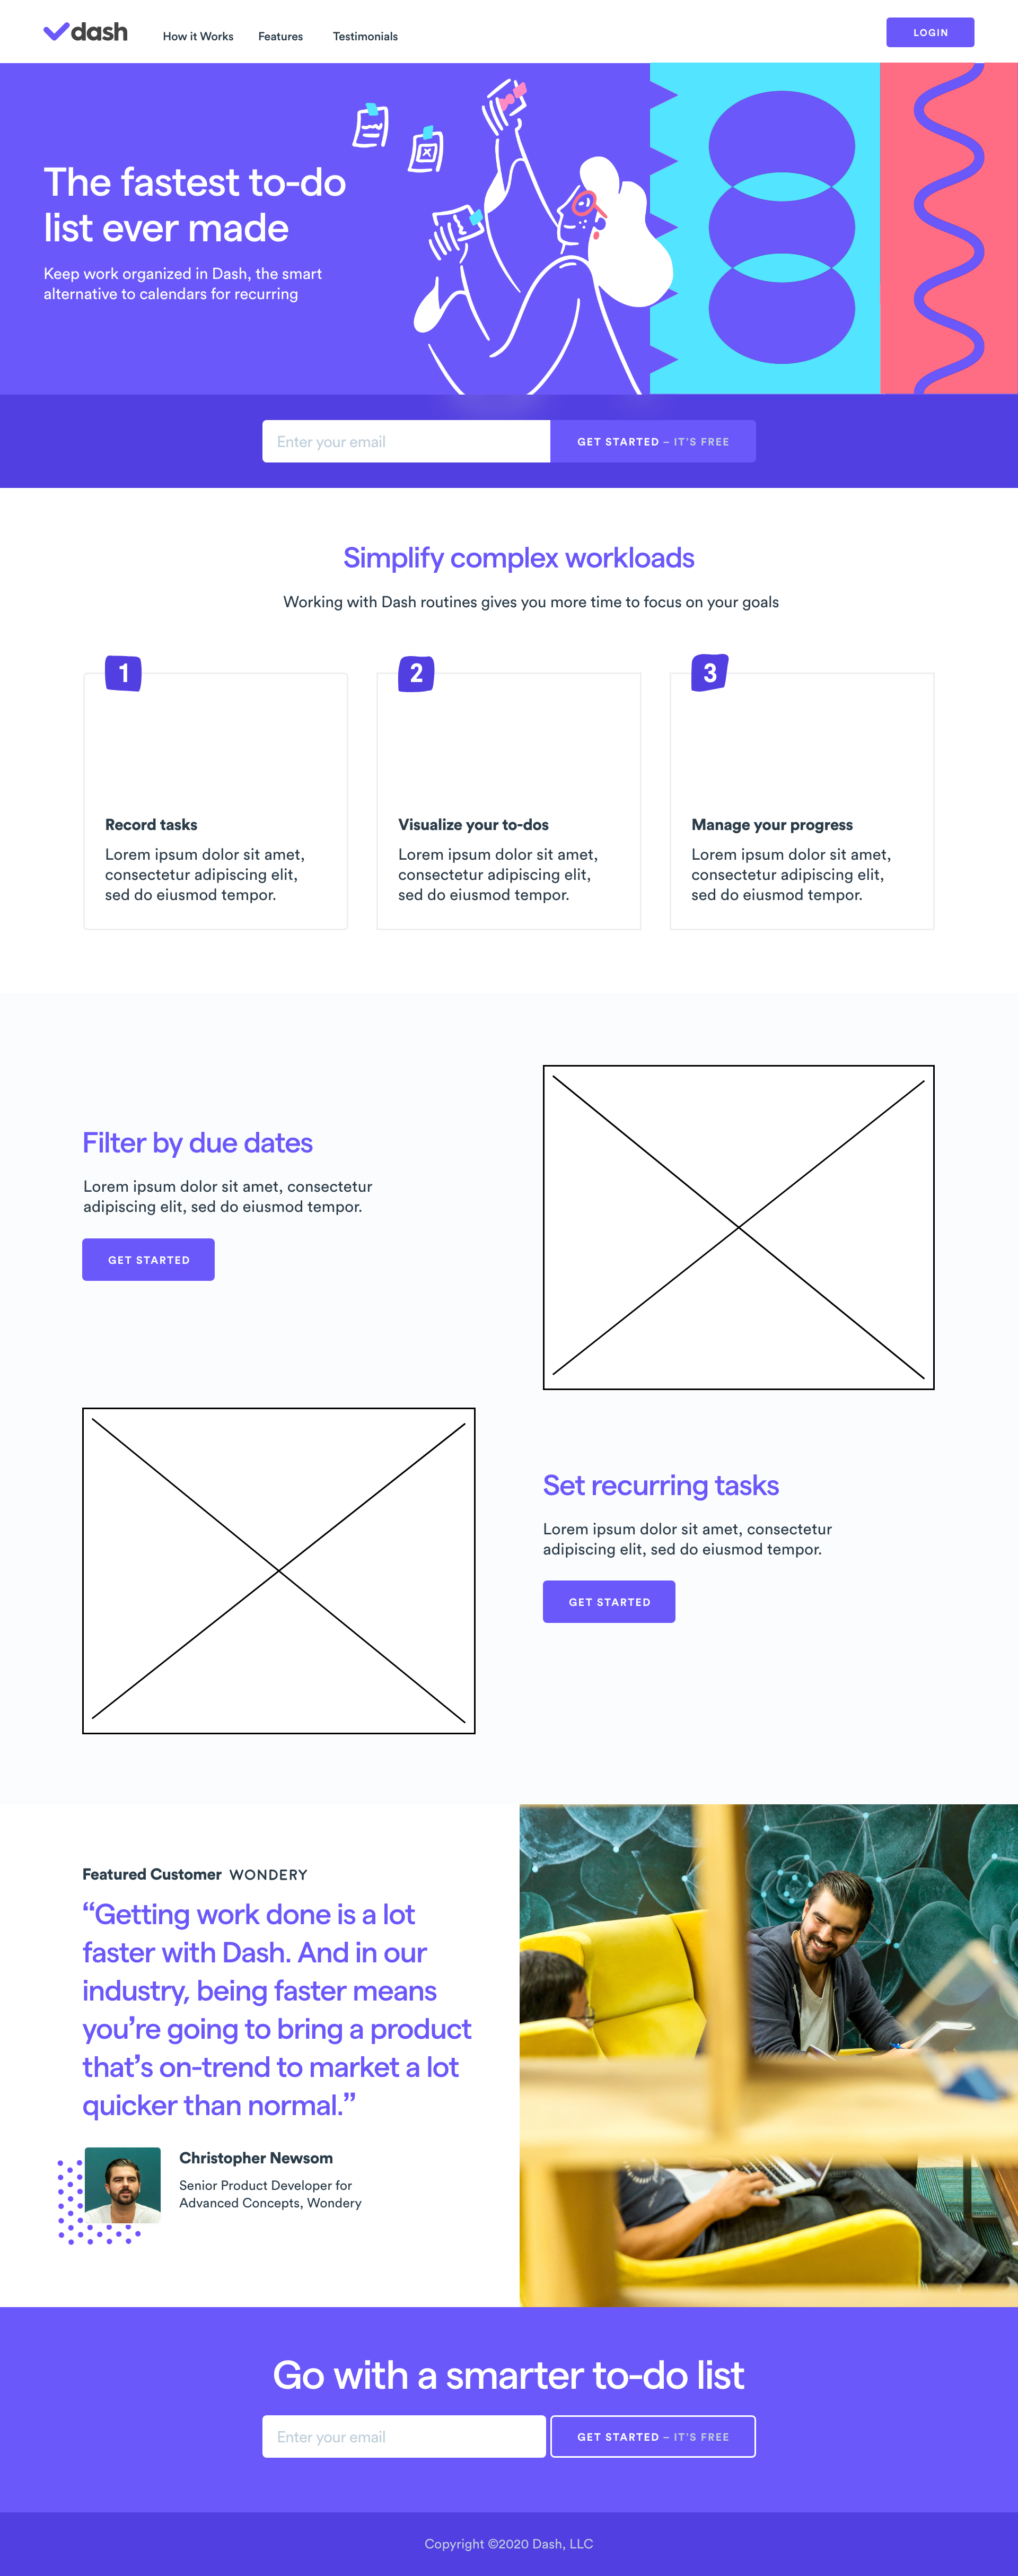 dash
How it Works
Features
Testimonials
LOGIN
The fastest to-do
list ever made
Keep work organized in Dash, the smart
alternative to calendars for recurring
Enter your email
GET STARTED – IT'S FREE
Simplify complex workloads
Working with Dash routines gives you more time to focus on your goals
1
Record tasks
Lorem ipsum dolor sit amet,
consectetur adipiscing elit,
sed do eiusmod tempor.
2
Visualize your to-dos
Lorem ipsum dolor sit amet,
consectetur adipiscing elit,
sed do eiusmod tempor.
3
Manage your progress
Lorem ipsum dolor sit amet,
consectetur adipiscing elit,
sed do eiusmod tempor.
Filter by due dates
Lorem ipsum dolor sit amet, consectetur
adipiscing elit, sed do eiusmod tempor.
GET STARTED
Set recurring tasks
Lorem ipsum dolor sit amet, consectetur
adipiscing elit, sed do eiusmod tempor.
GET STARTED
Featured Customer WONDERY
“Getting work done is a lot
faster with Dash. And in our
industry, being faster means
you’re going to bring a product
that’s on-trend to market a lot
quicker than normal.”
Christopher Newsom
Senior Product Developer for
Advanced Concepts, Wondery
Go with a smarter to-do list
Enter your email
GET STARTED – IT'S FREE
Copyright ©2020 Dash, LLC